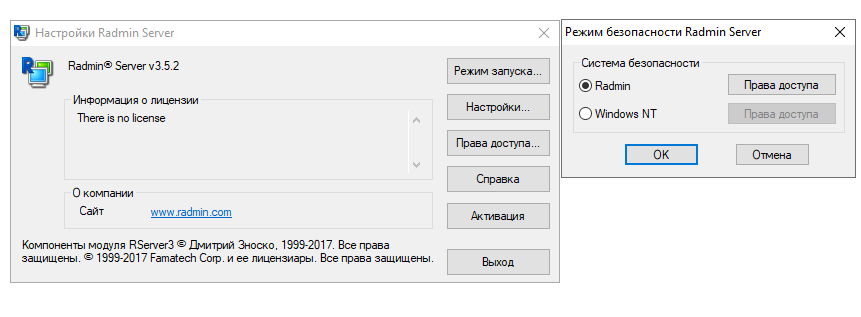 Настройки Radmin Server
Radmin® Server v3.5.2
Информация о лицензии
There is no license
О компании
Сайт
www.radmin.com
Компоненты модуля RServer3 © Дмитрий Зноско, 1999-2017. Все права
защищены. © 1999-2017 Famatech Corp. и ее лицензиары. Все права защищены.
Режим запуска...
Настройки...
Права доступа...
Справка
Активация
Выход
Режим безопасности Radmin Server
Система безопасности
Radmin
Права доступа
Windows NT
Права доступа
OK
Отмена